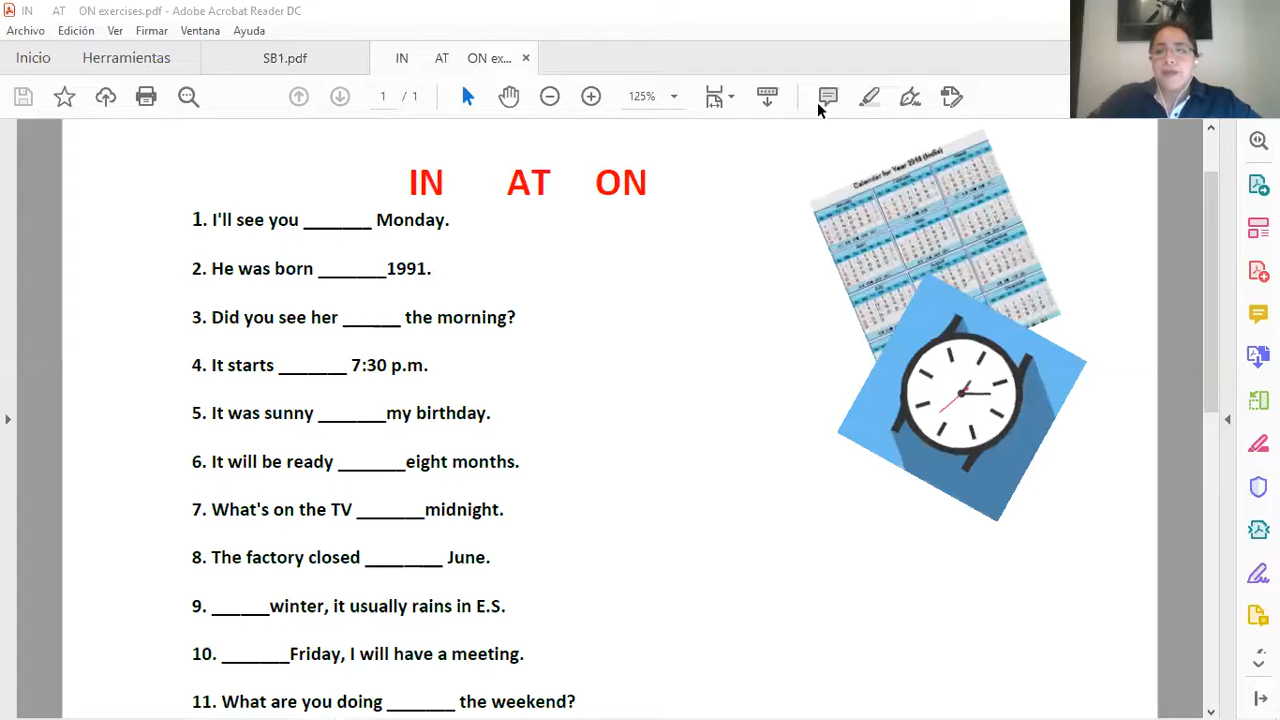 IN AT ON exercises.pdf - Adobe Acrobat Reader DC
Archivo Edición Ver Firmar Ventana Ayuda
Inicio Herramientas SB1.pdf IN AT ON ex... ×
1 / 1 125%
Calendar for Year 2018 (India)
IN AT ON
1. I'll see you _______ Monday.
2. He was born _______1991.
3. Did you see her ______ the morning?
4. It starts _______ 7:30 p.m.
5. It was sunny _______my birthday.
6. It will be ready _______eight months.
7. What's on the TV _______midnight.
8. The factory closed ________ June.
9. ______winter, it usually rains in E.S.
10. _______Friday, I will have a meeting.
11. What are you doing _______ the weekend?